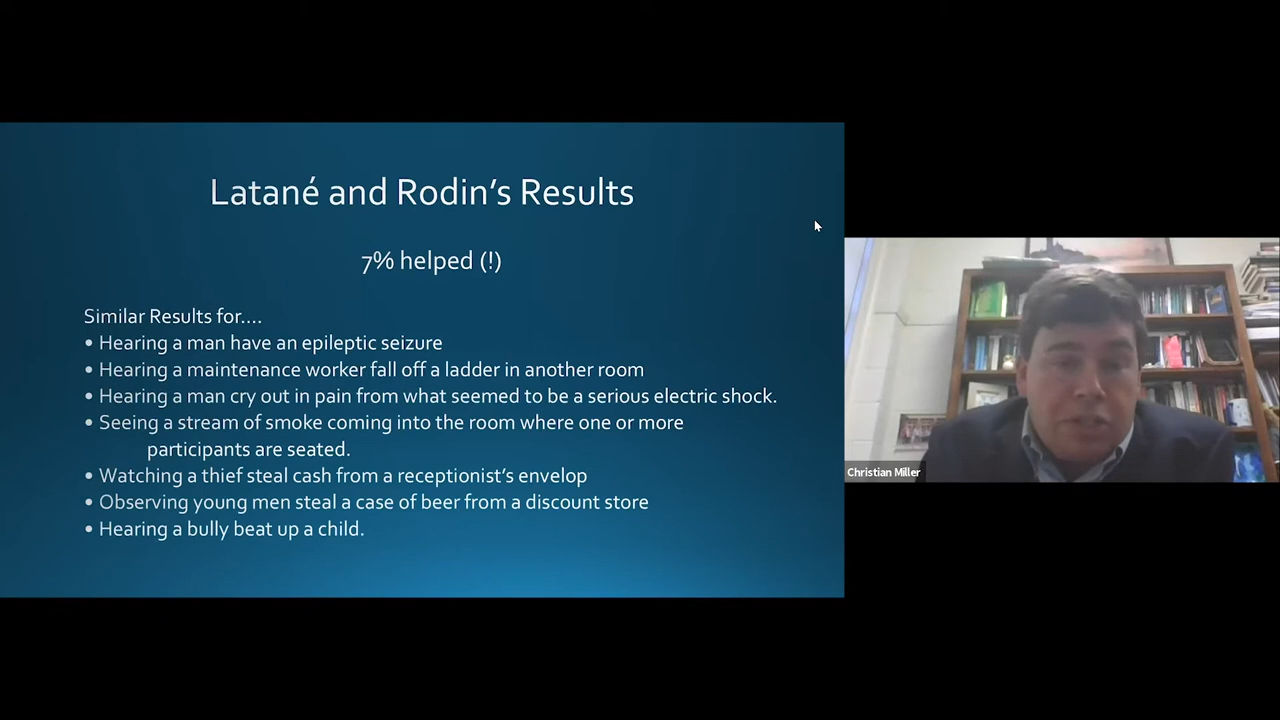 Latané and Rodin's Results
7% helped (!)
Similar Results for....
• Hearing a man have an epileptic seizure
• Hearing a maintenance worker fall off a ladder in another room
• Hearing a man cry out in pain from what seemed to be a serious electric shock.
• Seeing a stream of smoke coming into the room where one or more
participants are seated.
• Watching a thief steal cash from a receptionist's envelop
• Observing young men steal a case of beer from a discount store
• Hearing a bully beat up a child.
Christian Miller